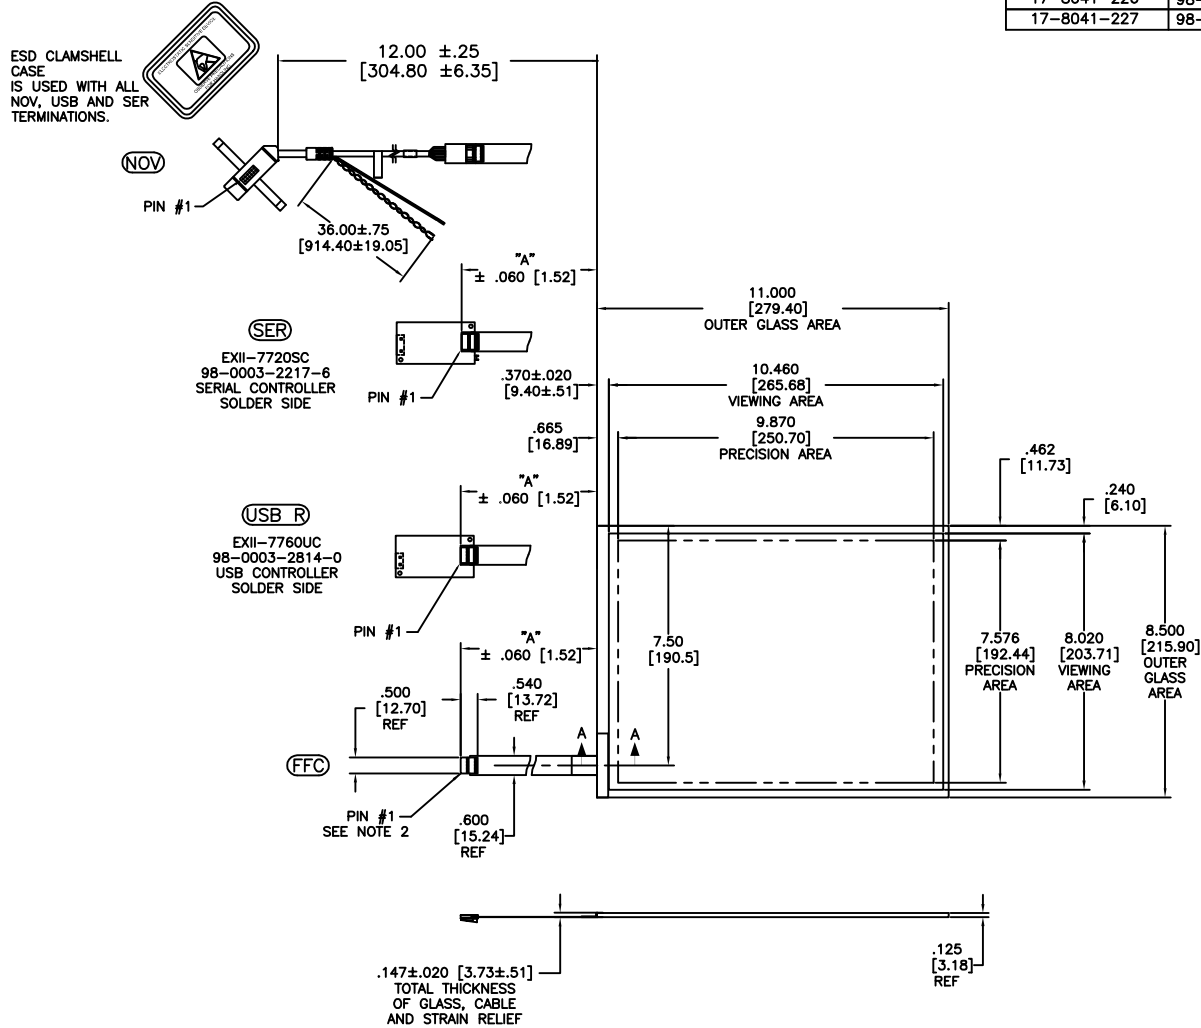 17-8041-226
98-
17-8041-227
98-
ESD CLAMSHELL
CASE
IS USED WITH ALL
NOV, USB AND SER
TERMINATIONS.
12.00 ±.25
[304.80 ±6.35]
NOV
PIN #1
36.00±.75
[914.40±19.05]
"A"
± .060 [1.52]
11.000
[279.40]
OUTER GLASS AREA
SER
EXII-7720SC
98-0003-2217-6
SERIAL CONTROLLER
SOLDER SIDE
PIN #1
.370±.020
[9.40±.51]
10.460
[265.68]
VIEWING AREA
.665
[16.89]
9.870
[250.70]
PRECISION AREA
.462
[11.73]
.240
[6.10]
"A"
± .060 [1.52]
USB R
EXII-7760UC
98-0003-2814-0
USB CONTROLLER
SOLDER SIDE
PIN #1
"A"
± .060 [1.52]
7.50
[190.5]
7.576
[192.44]
PRECISION
AREA
8.020
[203.71]
VIEWING
AREA
8.500
[215.90]
OUTER
GLASS
AREA
.500
[12.70]
REF
.540
[13.72]
REF
A
A
FFC
PIN #1
SEE NOTE 2
.600
[15.24]
REF
.147±.020 [3.73±.51]
TOTAL THICKNESS
OF GLASS, CABLE
AND STRAIN RELIEF
.125
[3.18]
REF